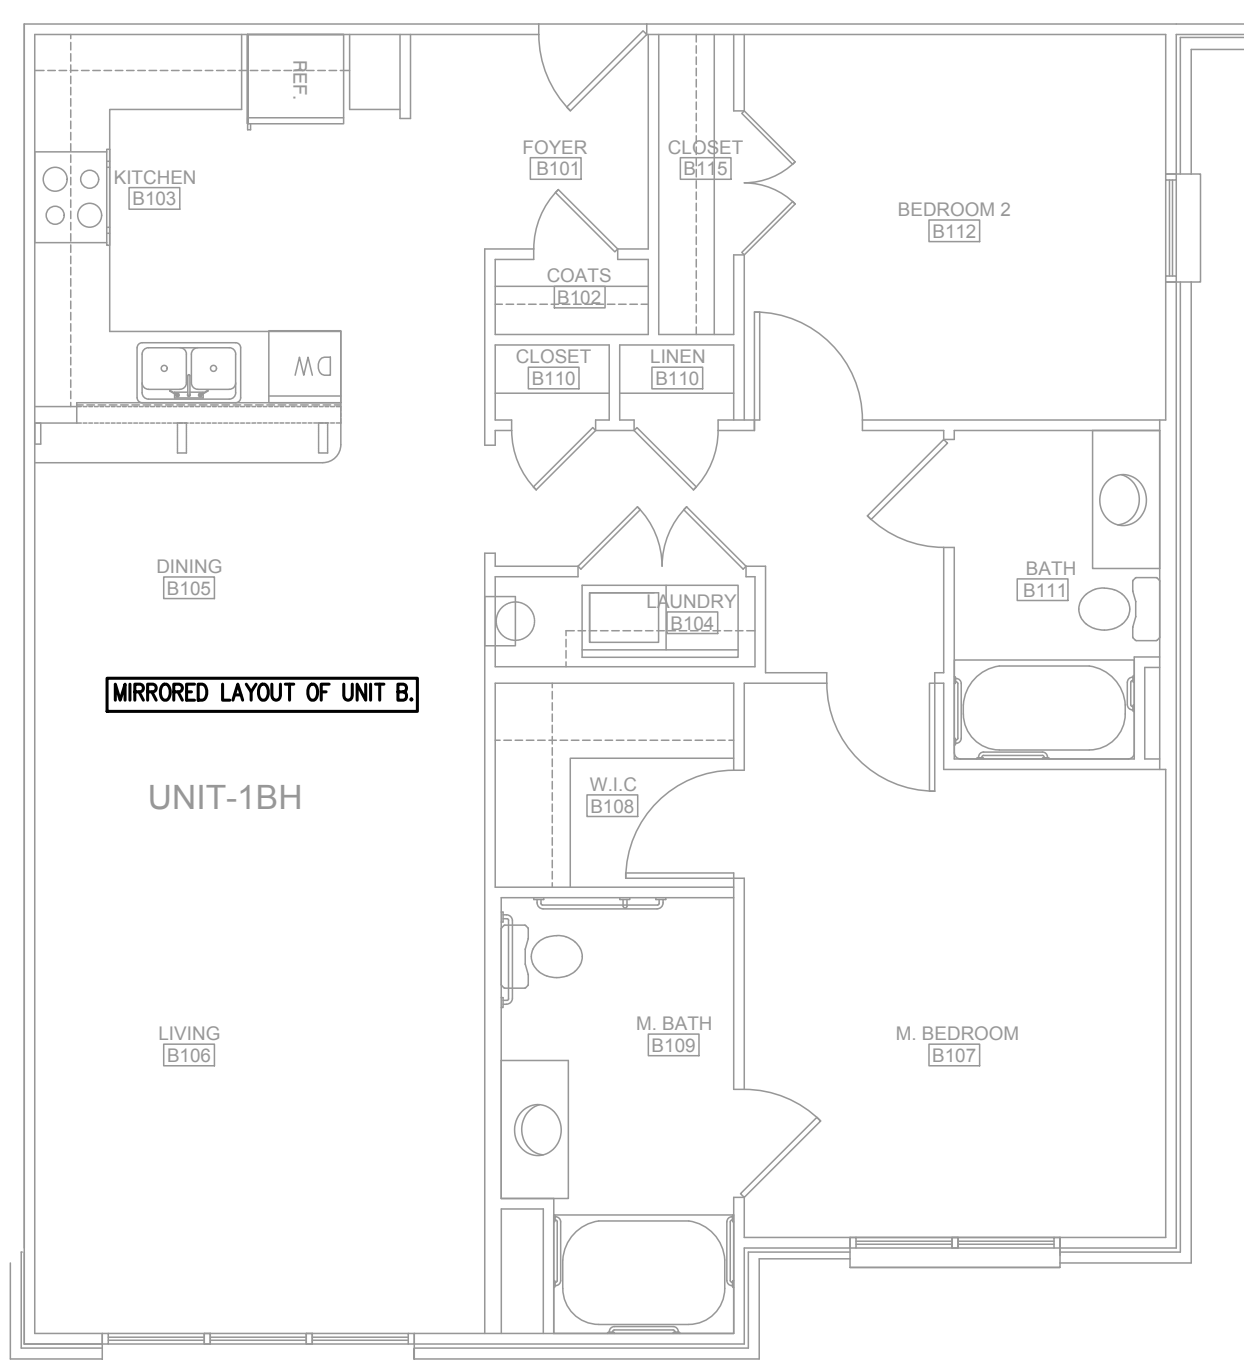 REF.
FOYER
B101
CLOSET
B115
KITCHEN
B103
BEDROOM 2
B112
COATS
B102
CLOSET
B110
LINEN
B110
DW
DINING
B105
LAUNDRY
B104
BATH
B111
MIRRORED LAYOUT OF UNIT B.
UNIT-1BH
W.I.C
B108
LIVING
B106
M. BATH
B109
M. BEDROOM
B107